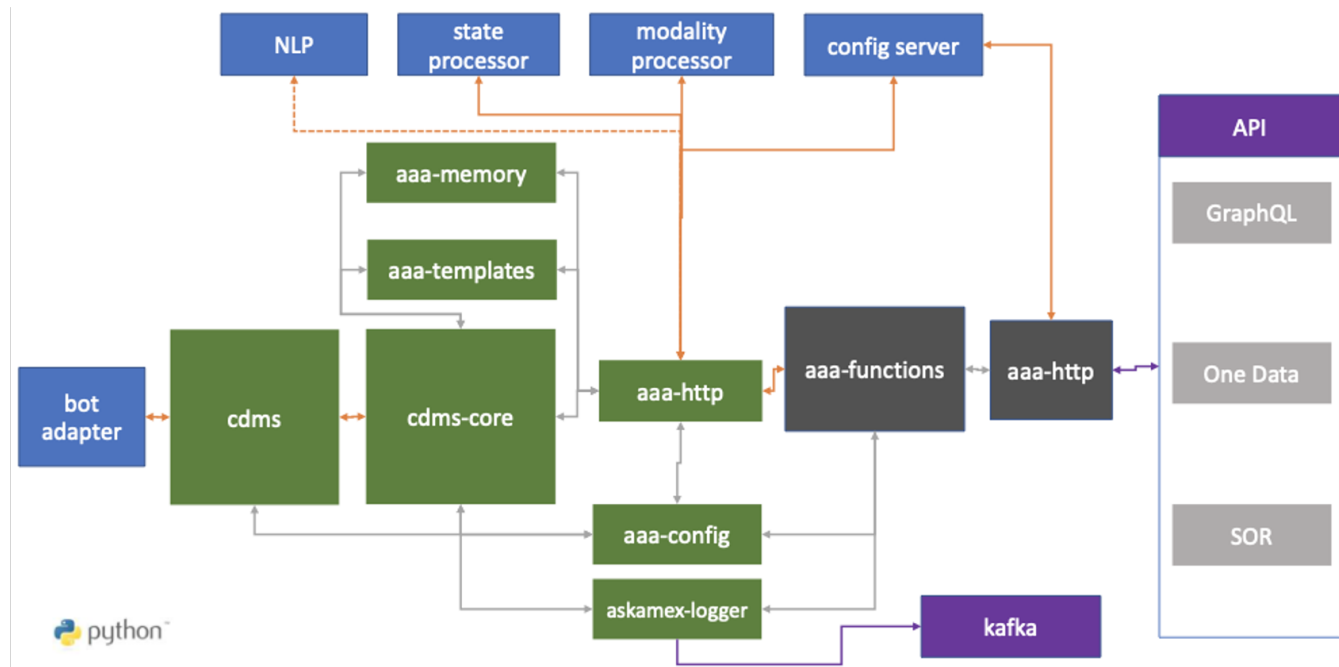 NLP
state
processor
modality
processor
config server
API
aaa-memory
GraphQL
aaa-templates
bot
adapter
cdms
cdms-core
aaa-http
aaa-functions
aaa-http
One Data
aaa-config
SOR
askamex-logger
kafka
python™